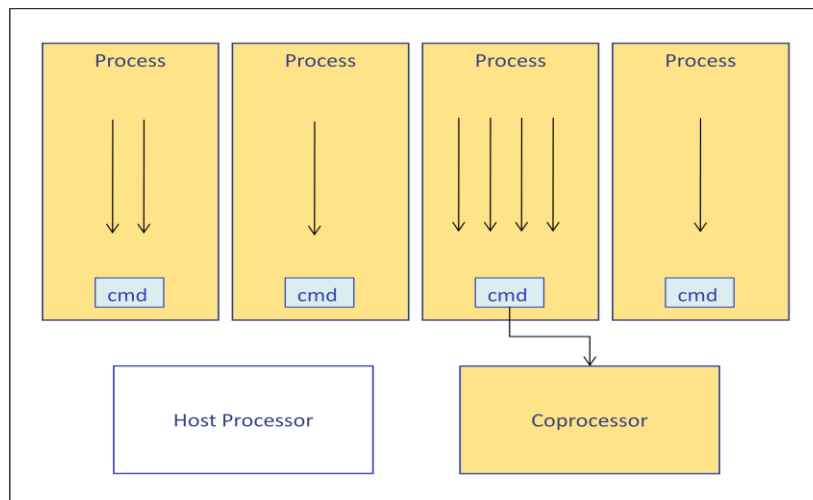 Process
Process
Process
Process
cmd
cmd
cmd
cmd
Host Processor
Coprocessor